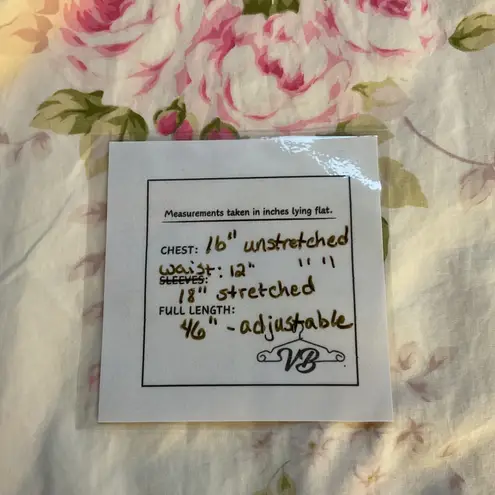 Measurements taken in inches lying flat.
CHEST: 16" unstretched
waist: 12" " "
SLEEVES:
18" stretched
FULL LENGTH:
46" - adjustable
VB